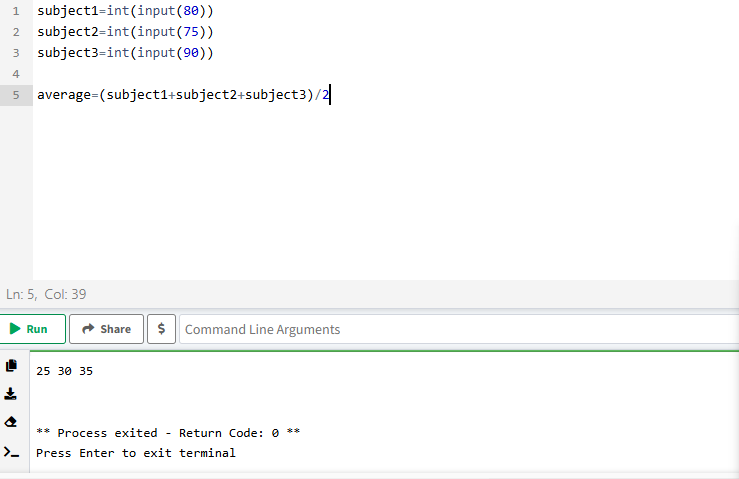 1 subject1=int(input(80))
2 subject2=int(input(75))
3 subject3=int(input(90))
4
5 average=(subject1+subject2+subject3)/2
Ln: 5, Col: 39
Run Share $ Command Line Arguments
25 30 35
** Process exited - Return Code: 0 **
Press Enter to exit terminal